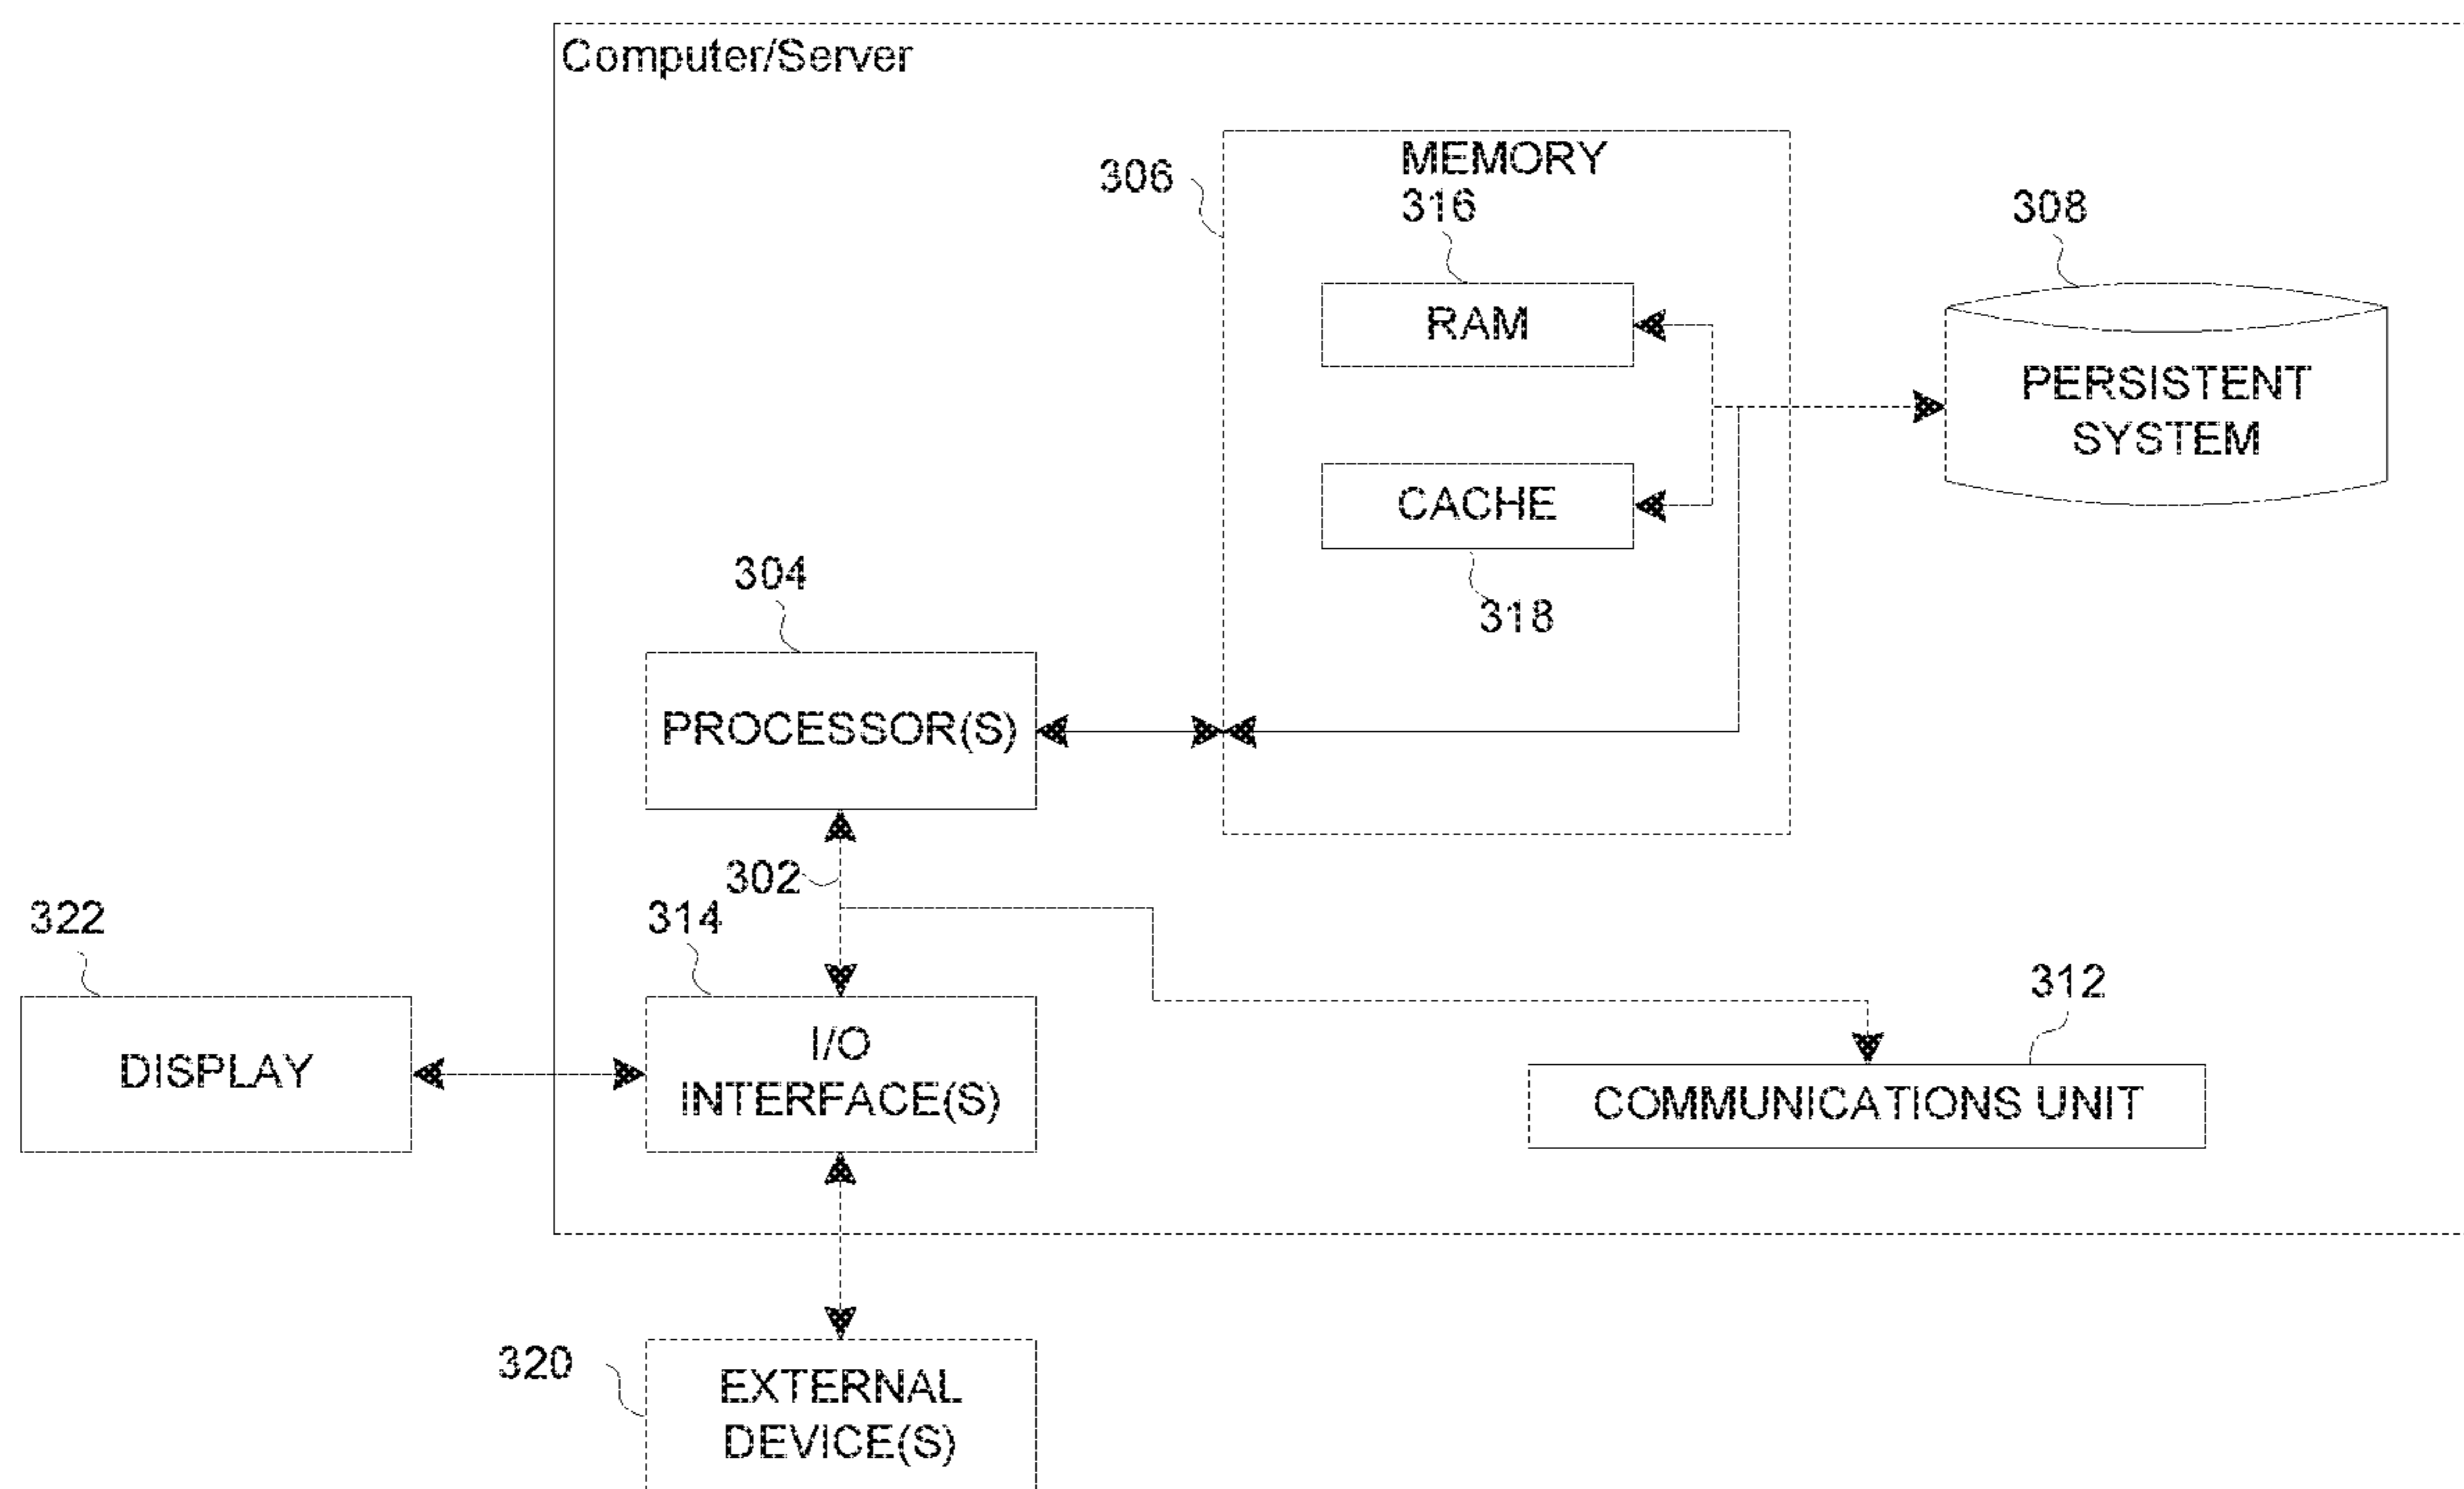 Computer/Server
306
MEMORY
316
308
RAM
PERSISTENT
SYSTEM
CACHE
318
304
PROCESSOR(S)
302
314
322
312
DISPLAY
I/O
INTERFACE(S)
COMMUNICATIONS UNIT
320
EXTERNAL
DEVICE(S)